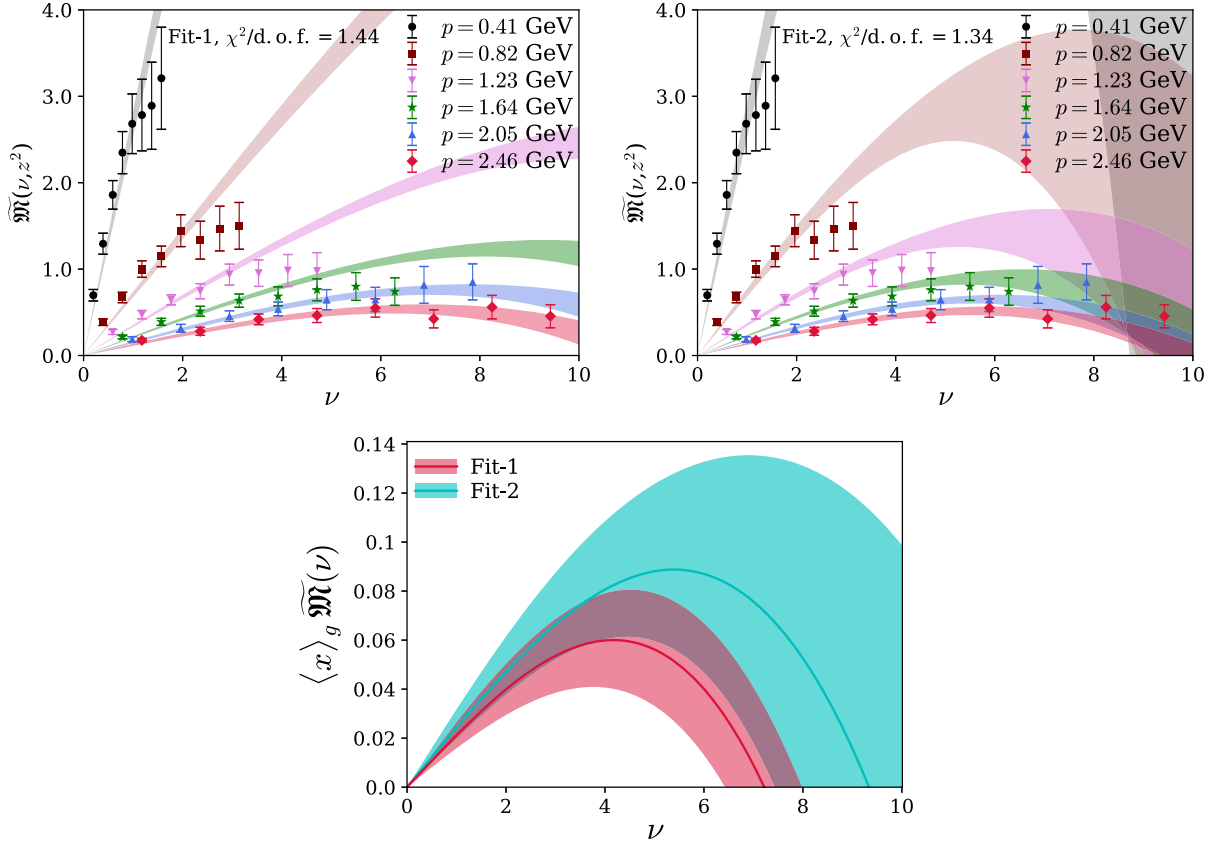 Fit-1, χ²/d. o. f. = 1.44
p = 0.41 GeV
p = 0.82 GeV
p = 1.23 GeV
p = 1.64 GeV
p = 2.05 GeV
p = 2.46 GeV
4.0
3.0
2.0
1.0
0.0
𝔐̃(ν,z²)
0 2 4 6 8 10
ν
Fit-2, χ²/d. o. f. = 1.34
p = 0.41 GeV
p = 0.82 GeV
p = 1.23 GeV
p = 1.64 GeV
p = 2.05 GeV
p = 2.46 GeV
4.0
3.0
2.0
1.0
0.0
𝔐̃(ν,z²)
0 2 4 6 8 10
ν
Fit-1
Fit-2
0.14
0.12
0.1
0.08
0.06
0.04
0.02
0.0
⟨x⟩g 𝔐̃(ν)
0 2 4 6 8 10
ν